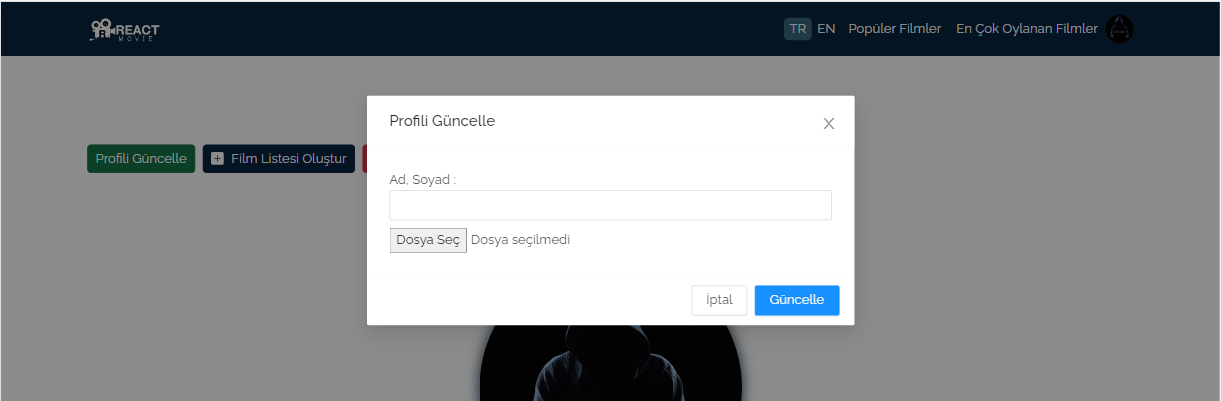 REACT
MOVIE
TR EN Popüler Filmler En Çok Oylanan Filmler
Profili Güncelle
Profili Güncelle Film Listesi Oluştur
Ad, Soyad :
Dosya Seç Dosya seçilmedi
İptal Güncelle